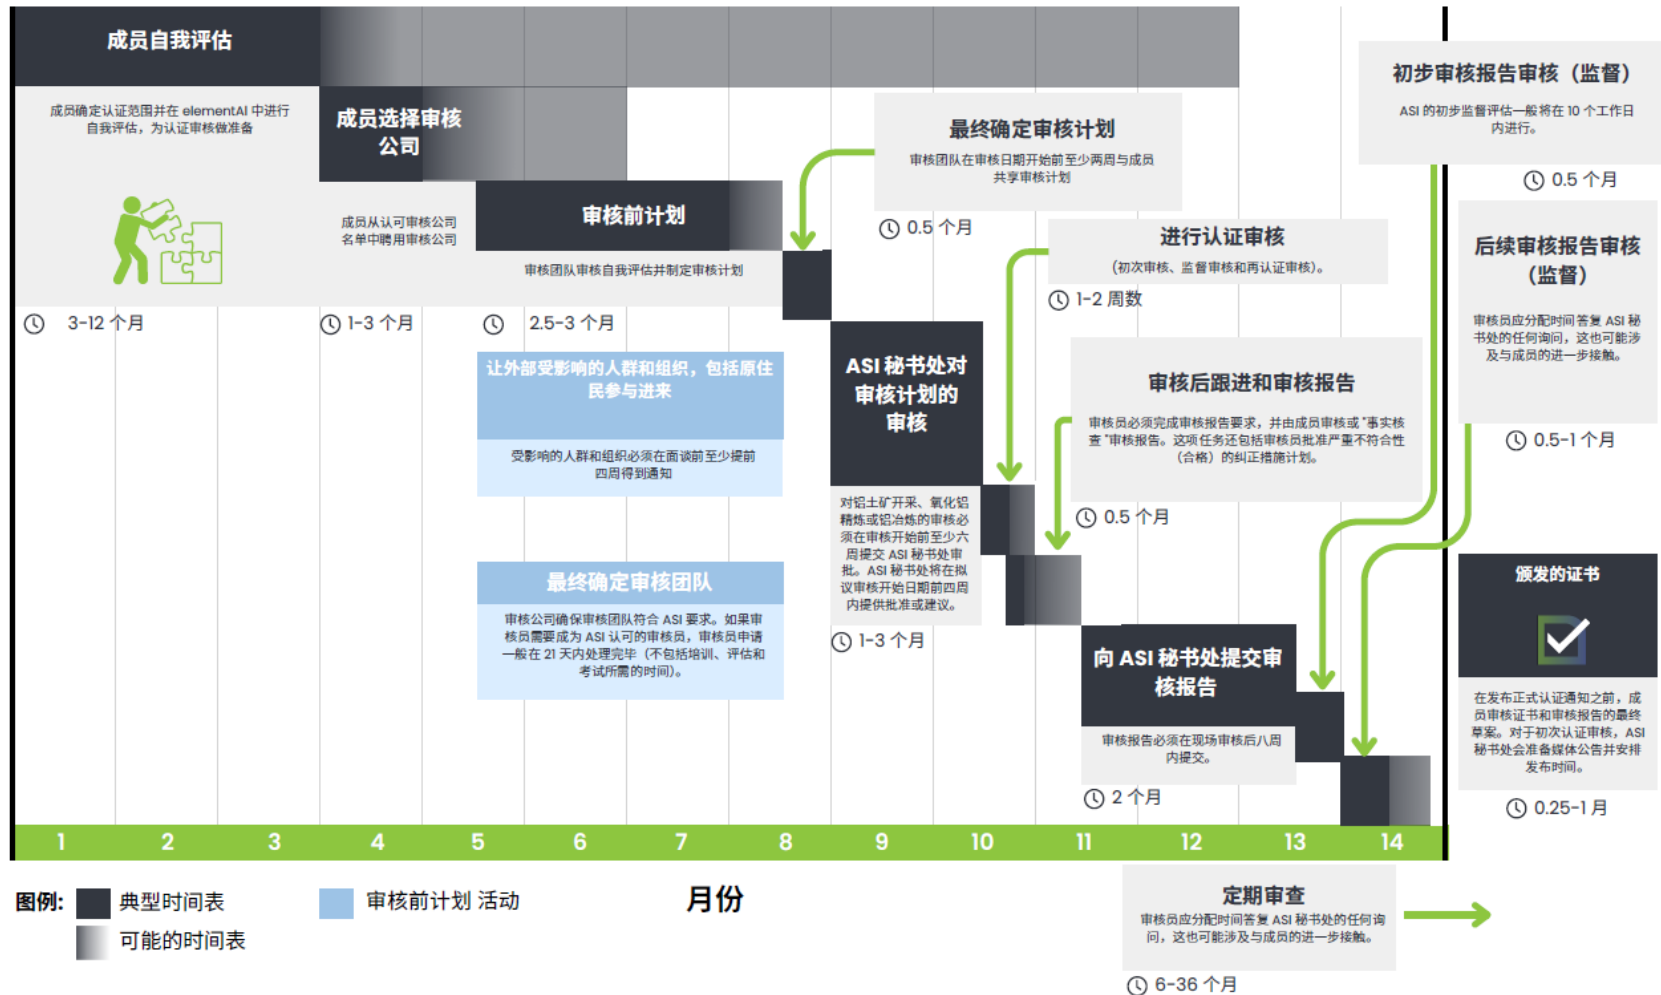 成员自我评估
成员确定认证范围并在 elementAl 中进行
自我评估，为认证审核做准备
3-12 个月
成员选择审核
公司
成员从认可审核公司
名单中聘用审核公司
1-3 个月
审核前计划
审核团队审核自我评估并制定审核计划
2.5-3 个月
让外部受影响的人群和组织，包括原住
民参与进来
受影响的人群和组织必须在面谈前至少提前
四周得到通知
最终确定审核团队
审核公司确保审核团队符合 ASI 要求。如果审
核员需要成为 ASI 认可的审核员，审核员申请
一般在 21 天内处理完毕（不包括培训、评估和
考试所需的时间）。
最终确定审核计划
审核团队在审核日期开始前至少两周与成员
共享审核计划
0.5 个月
ASI 秘书处对
审核计划的
审核
对铝土矿开采、氧化铝
精炼或铝冶炼的审核必
须在审核开始前至少六
周提交 ASI 秘书处审
批。ASI 秘书处将在拟
议审核开始日期前四周
内提供批准或建议。
1-3 个月
进行认证审核
（初次审核、监督审核和再认证审核）。
1-2 周数
审核后跟进和审核报告
审核员必须完成审核报告要求，并由成员审核或 "事实核
查 "审核报告。这项任务还包括审核员批准严重不符合性
（合格）的纠正措施计划。
0.5 个月
向 ASI 秘书处提交审
核报告
审核报告必须在现场审核后八周
内提交。
2 个月
初步审核报告审核（监督）
ASI 的初步监督评估一般将在 10 个工作日
内进行。
0.5 个月
后续审核报告审核
（监督）
审核员应分配时间答复 ASI 秘
书处的任何询问，这也可能涉
及与成员的进一步接触。
0.5-1 个月
颁发的证书
在发布正式认证通知之前，成
员审核证书和审核报告的最终
草案。对于初次认证审核，ASI
秘书处会准备媒体公告并安排
发布时间。
0.25-1 月
1 2 3 4 5 6 7 8 9 10 11 12 13 14
月份
图例:
典型时间表
可能的时间表
审核前计划 活动
定期审查
审核员应分配时间答复 ASI 秘书处的任何询
问，这也可能涉及与成员的进一步接触。
6-36 个月